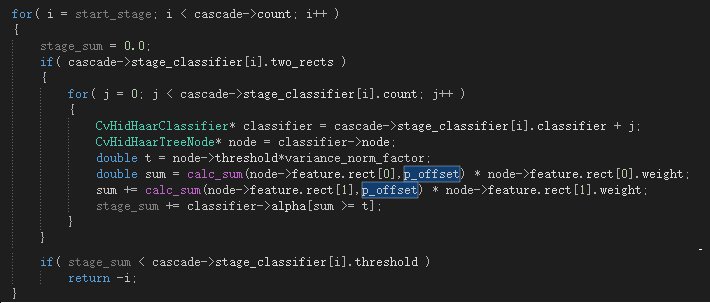 for( i = start_stage; i < cascade->count; i++ )
{
    stage_sum = 0.0;
    if( cascade->stage_classifier[i].two_rects )
    {
        for( j = 0; j < cascade->stage_classifier[i].count; j++ )
        {
            CvHidHaarClassifier* classifier = cascade->stage_classifier[i].classifier + j;
            CvHidHaarTreeNode* node = classifier->node;
            double t = node->threshold*variance_norm_factor;
            double sum = calc_sum(node->feature.rect[0],p_offset) * node->feature.rect[0].weight;
            sum += calc_sum(node->feature.rect[1],p_offset) * node->feature.rect[1].weight;
            stage_sum += classifier->alpha[sum >= t];
        }
    }
    if( stage_sum < cascade->stage_classifier[i].threshold )
        return -i;
}